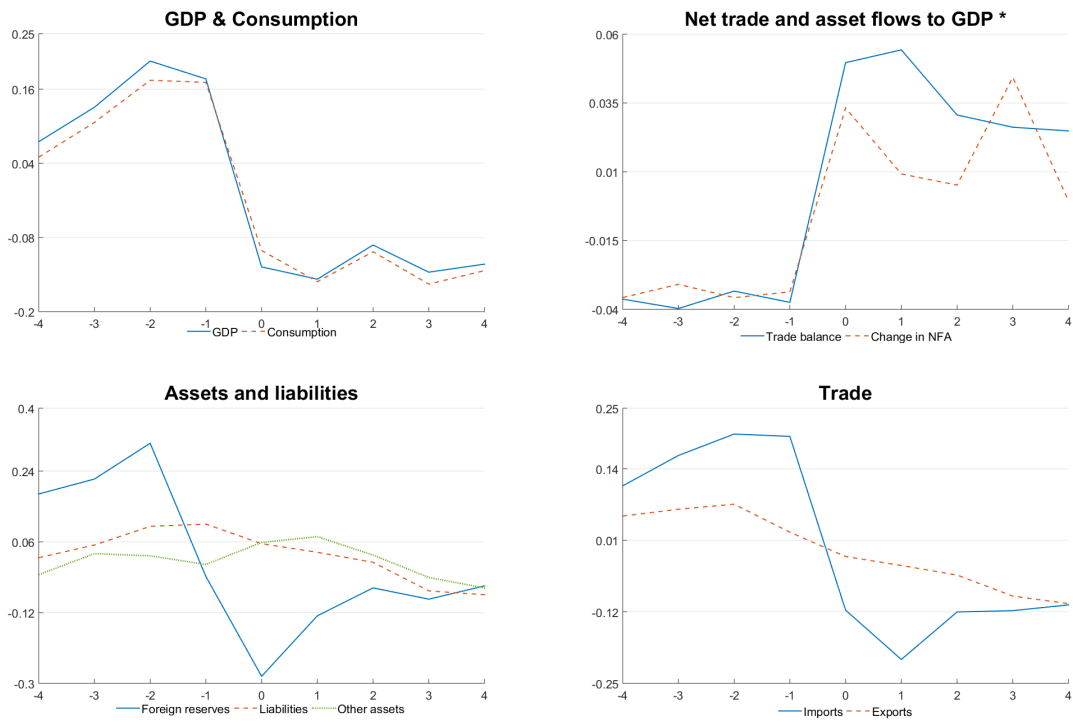 GDP & Consumption
0.25
0.16
0.04
-0.08
-0.2
-4 -3 -2 -1 0 1 2 3 4
GDP Consumption
Net trade and asset flows to GDP *
0.06
0.035
0.01
-0.015
-0.04
-4 -3 -2 -1 0 1 2 3 4
Trade balance Change in NFA
Assets and liabilities
0.4
0.24
0.06
-0.12
-0.3
-4 -3 -2 -1 0 1 2 3 4
Foreign reserves Liabilities Other assets
Trade
0.25
0.14
0.01
-0.12
-0.25
-4 -3 -2 -1 0 1 2 3 4
Imports Exports